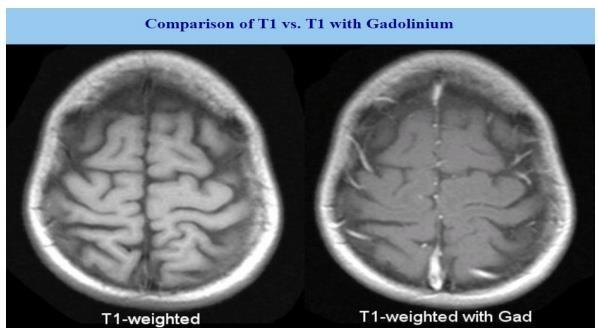 Comparison of T1 vs. T1 with Gadolinium
T1-weighted
T1-weighted with Gad